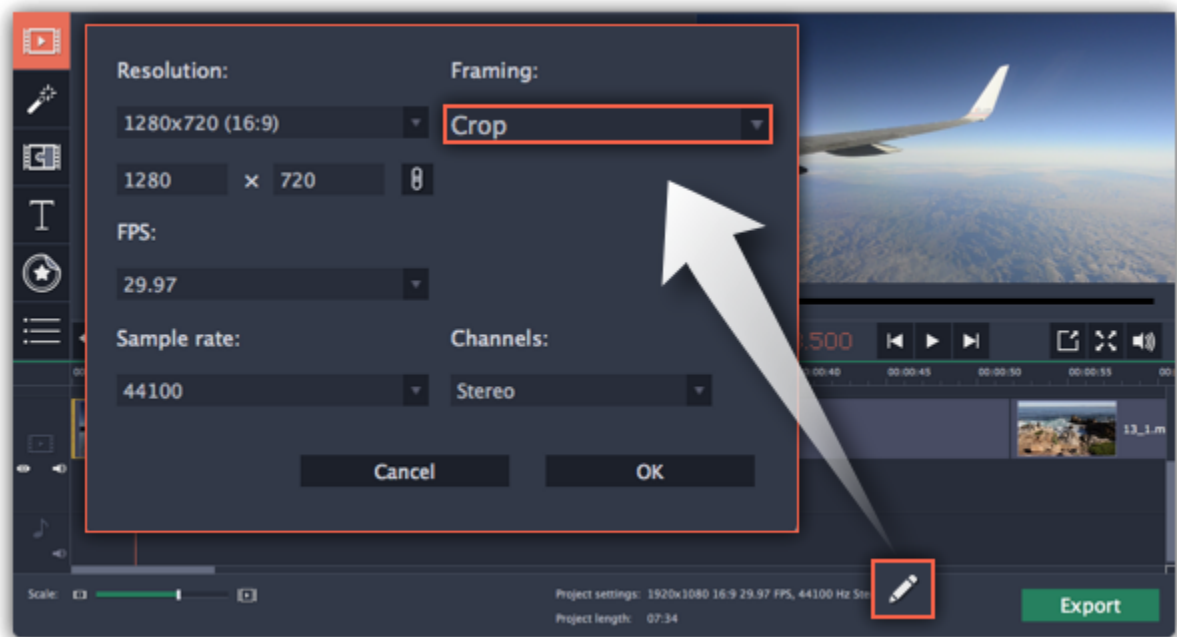 Resolution:
Framing:
1280x720 (16:9)
Crop
1280 × 720
FPS:
29.97
Sample rate:
Channels:
44100
Stereo
Cancel
OK
T
.500
00:00:40
00:00:45
00:00:50
00:00:55
00:
13_1.m
Scale:
Project settings: 1920x1080 16:9 29.97 FPS, 44100 Hz Ste
Project length: 07:34
Export